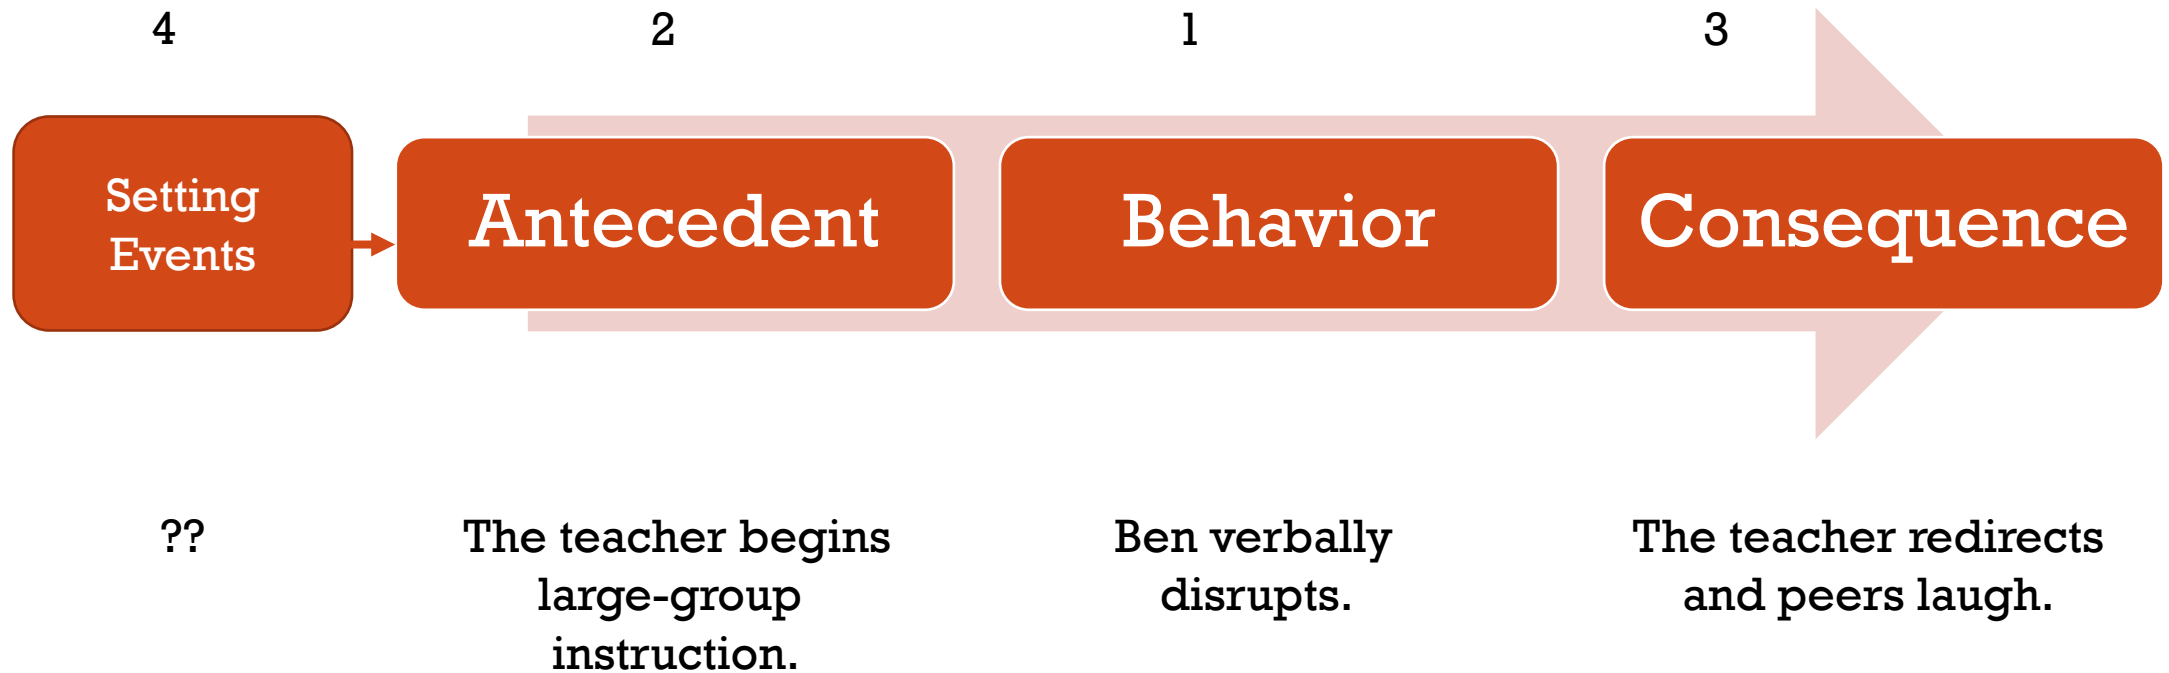 4 2 1 3
Setting
Events
Antecedent
Behavior
Consequence
??
The teacher begins
large-group
instruction.
Ben verbally
disrupts.
The teacher redirects
and peers laugh.